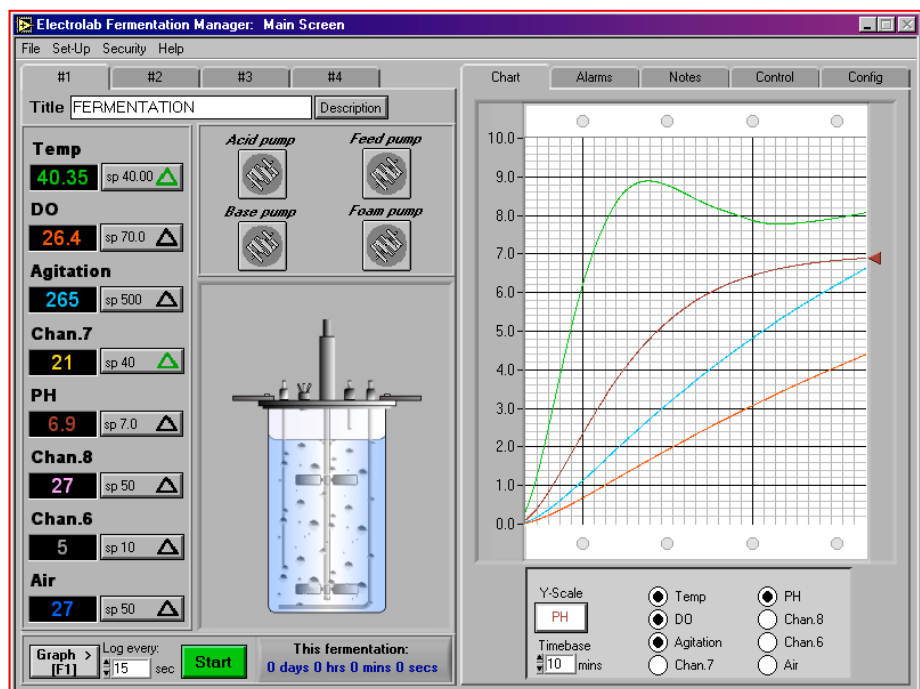 Electrolab Fermentation Manager: Main Screen
File Set-Up Security Help
#1 #2 #3 #4
Title FERMENTATION Description
Temp
40.35 sp 40.00
DO
26.4 sp 70.0
Agitation
265 sp 500
Chan.7
21 sp 40
PH
6.9 sp 7.0
Chan.8
27 sp 50
Chan.6
5 sp 10
Air
27 sp 50
Acid pump Feed pump
Base pump Foam pump
Graph >
[F1]
Log every:
15 sec
Start
This fermentation:
0 days 0 hrs 0 mins 0 secs
Chart Alarms Notes Control Config
10.0
9.0
8.0
7.0
6.0
5.0
4.0
3.0
2.0
1.0
0.0
Y-Scale
PH
Timebase
10 mins
Temp PH
DO Chan.8
Agitation Chan.6
Chan.7 Air